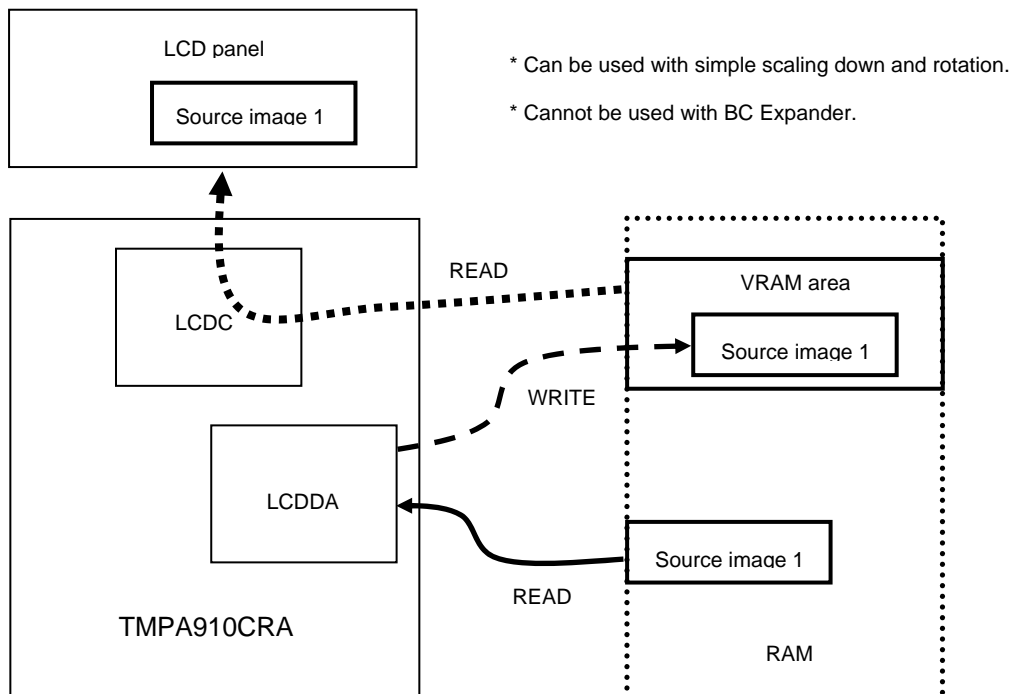 LCD panel
Source image 1
* Can be used with simple scaling down and rotation.
* Cannot be used with BC Expander.
READ
VRAM area
LCDC
Source image 1
WRITE
LCDDA
Source image 1
READ
TMPA910CRA
RAM